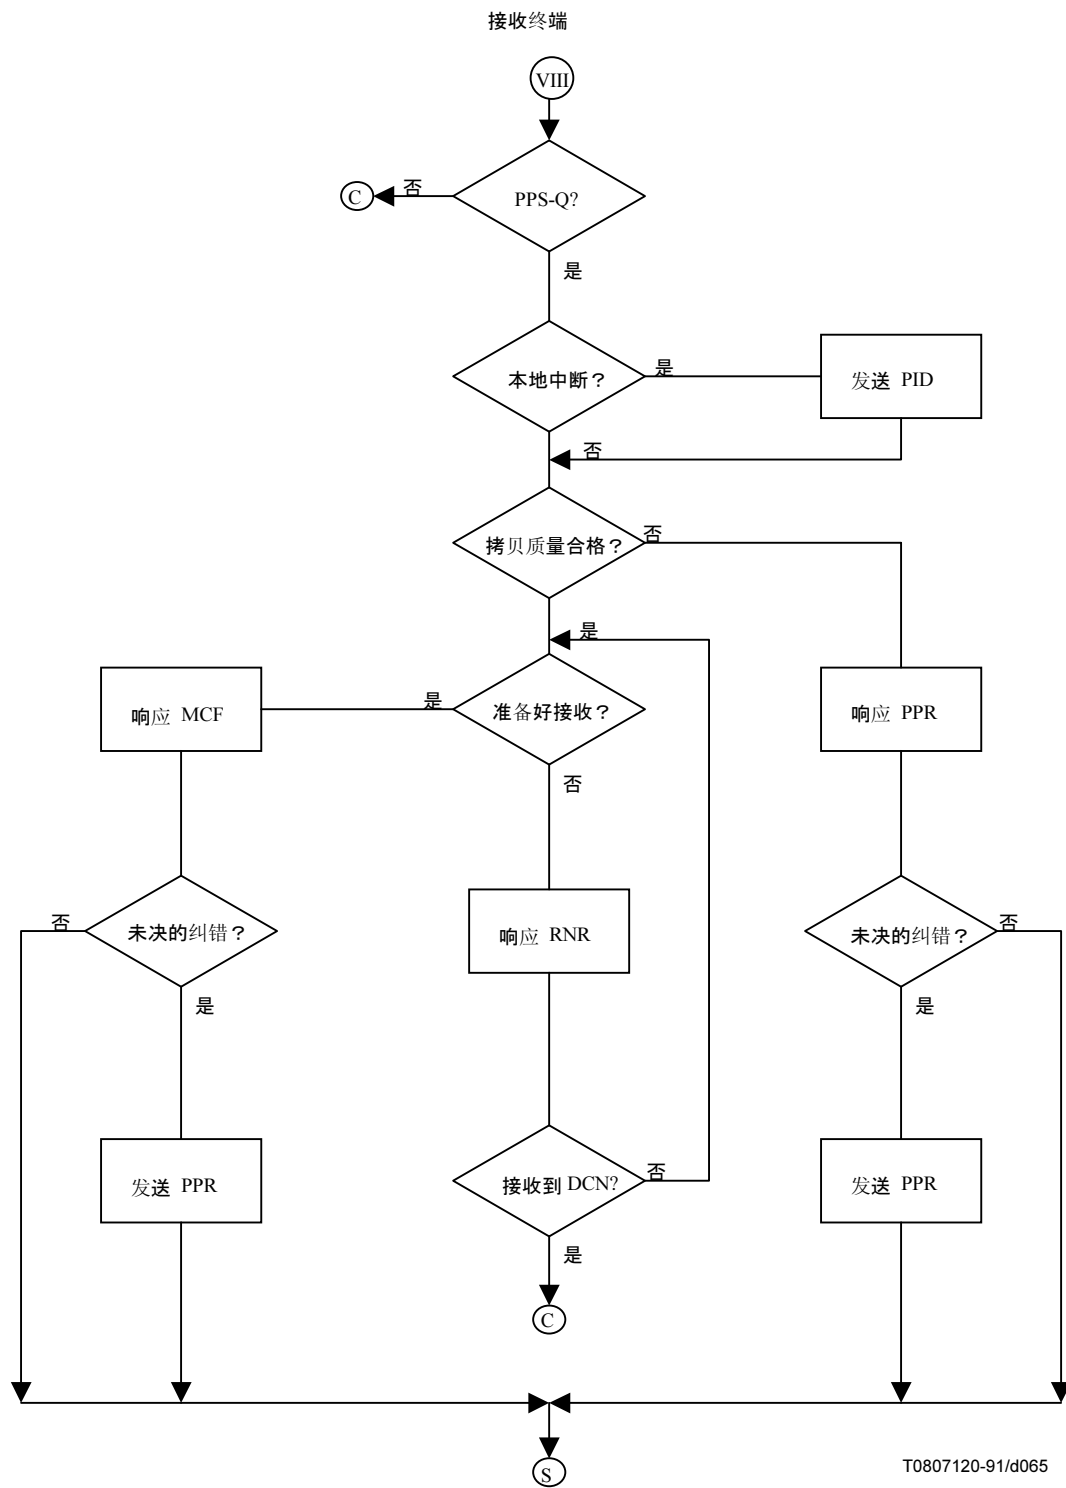 接收终端
VIII
PPS-Q?
否
C
是
本地中断？
是
发送 PID
否
拷贝质量合格？
否
是
响应 MCF
是
准备好接收？
响应 PPR
否
否
未决的纠错？
响应 RNR
未决的纠错？
否
是
是
发送 PPR
接收到 DCN?
否
发送 PPR
是
C
S
T0807120-91/d065